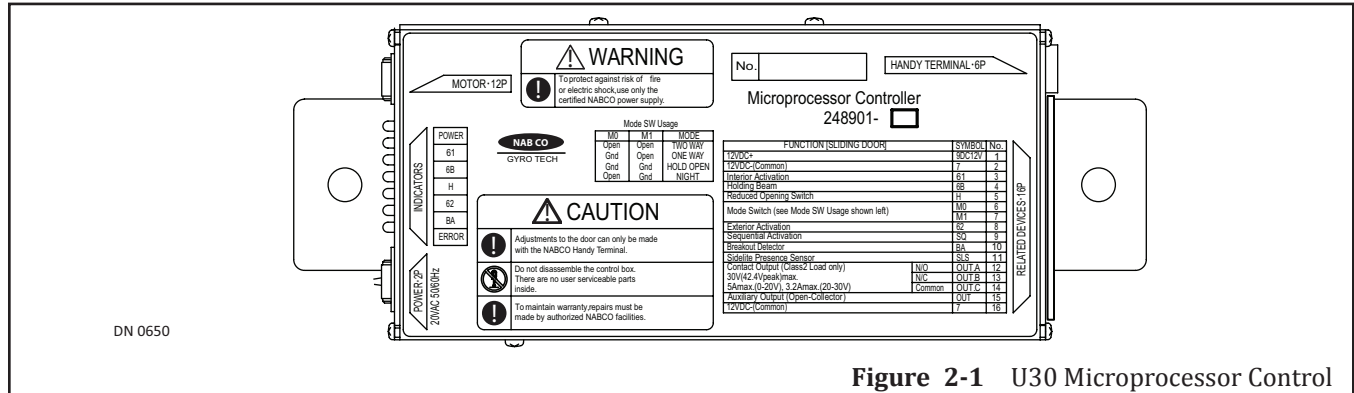 WARNING
To protect against risk of fire
or electric shock,use only the
certified NABCO power supply.
No.
HANDY TERMINAL·6P
MOTOR·12P
Microprocessor Controller
248901-
INDICATORS
POWER
61
6B
H
62
BA
ERROR
NAB CO
GYRO TECH
Mode SW Usage
M0 M1 MODE
Open Open TWO WAY
Gnd Open ONE WAY
Gnd Gnd HOLD OPEN
Open Gnd NIGHT
FUNCTION [SLIDING DOOR] SYMBOL No.
12VDC+ 9DC12V 1
12VDC-(Common) 7 2
Interior Activation 61 3
Holding Beam 6B 4
Reduced Opening Switch H 5
Mode Switch (see Mode SW Usage shown left) M0 6
M1 7
Exterior Activation 62 8
Sequential Activation SQ 9
Breakout Detector BA 10
Sidelite Presence Sensor SLS 11
Contact Output (Class2 Load only) N/O OUT.A 12
30V(42.4Vpeak)max. N/C OUT.B 13
5Amax.(0-20V), 3.2Amax.(20-30V) Common OUT.C 14
Auxiliary Output (Open-Collector) OUT 15
12VDC-(Common) 7 16
RELATED DEVICES·16P
CAUTION
Adjustments to the door can only be made
with the NABCO Handy Terminal.
Do not disassemble the control box.
There are no user serviceable parts
inside.
To maintain warranty,repairs must be
made by authorized NABCO facilities.
POWER·2P
20VAC 50/60Hz
DN 0650
Figure 2-1 U30 Microprocessor Control